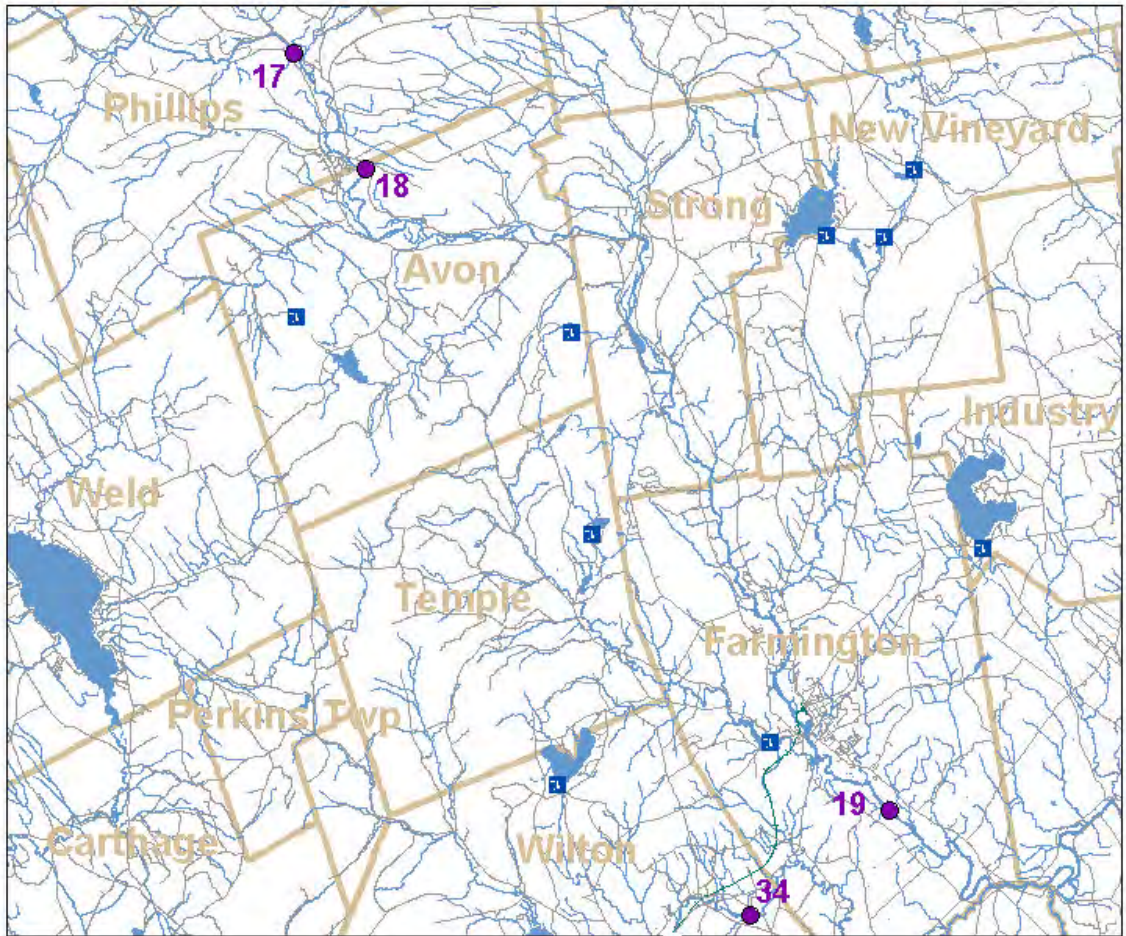 17
Phillips
New Vineyard
18
Strong
Avon
Industry
Weld
Temple
Farmington
Perkins Twp
19
Carthage
Wilton
34